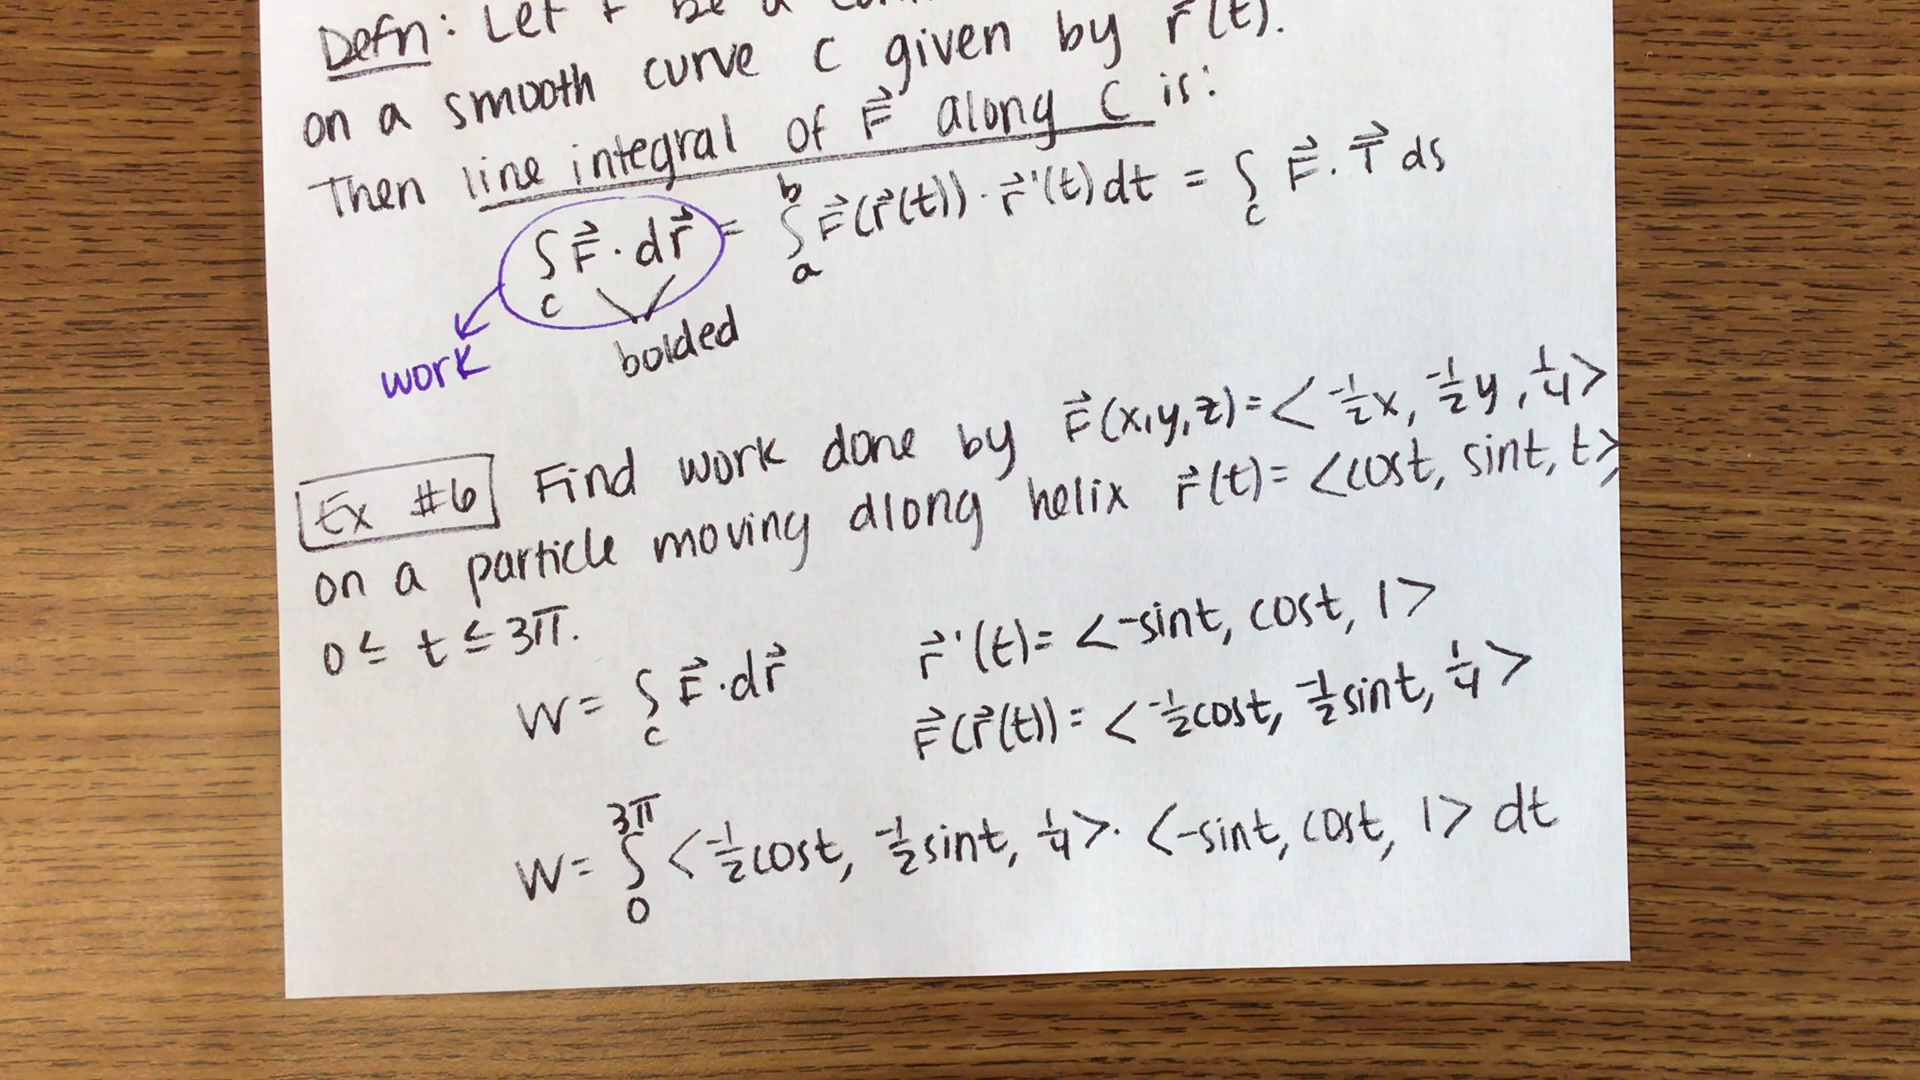 Defn: Let F be a
on a smooth curve C given by r⃗(t).
Then line integral of F⃗ along C is:
∫_C F⃗ · dr⃗ = ∫_a^b F⃗(r⃗(t)) · r⃗'(t) dt = ∫_C F⃗ · T⃗ ds
work
bolded
Ex #6 Find work done by F⃗(x,y,z) = <-1/2 x, -1/2 y, 1/4>
on a particle moving along helix r⃗(t) = <cost, sint, t>
0 ≤ t ≤ 3π.
W = ∫_C F⃗ · dr⃗
r⃗'(t) = <-sint, cost, 1>
F⃗(r⃗(t)) = <-1/2 cost, -1/2 sint, 1/4>
W = ∫_0^3π <-1/2 cost, -1/2 sint, 1/4> · <-sint, cost, 1> dt